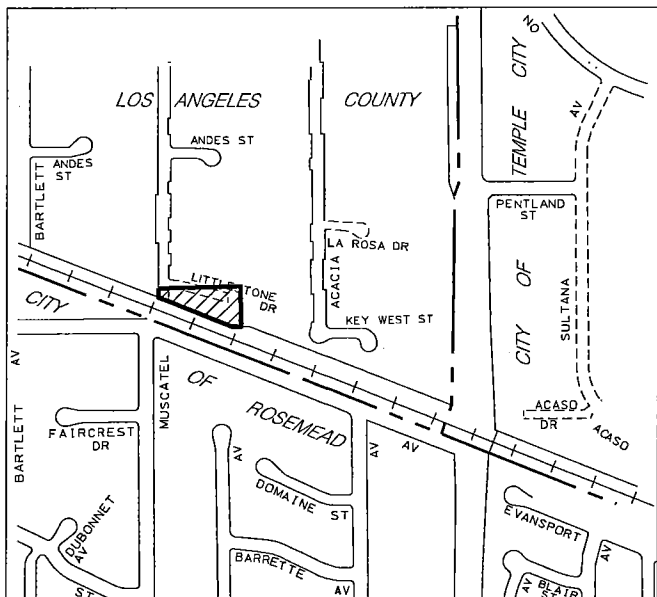 NO
LOS ANGELES COUNTY
TEMPLE CITY
AV
ANDES ST
ANDES
ST
BARTLETT
PENTLAND
ST
LA ROSA DR
LITTLESTONE
DR
ACACIA
KEY WEST ST
CITY OF
SULTANA
CITY
OF ROSEMEAD
AV
MUSCATEL
BARTLETT
FAIRCREST
DR
AV
AV
AV
ACASO
DR
ACASO
DOMAINE
ST
EVANSPORT
DUBONNET
AV
BARRETTE
AV
AV
AV
BLAIR
ST
ST